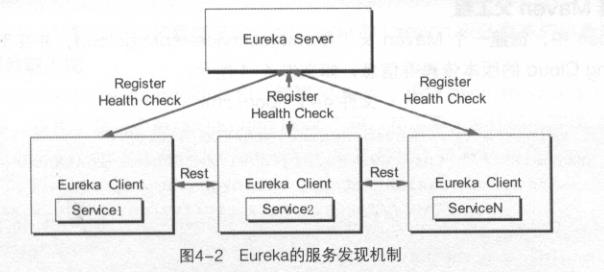 Eureka Server
Register
Health Check
Register
Health Check
Register
Health Check
Eureka Client
Service1
Rest
Eureka Client
Service2
Rest
Eureka Client
ServiceN
图4-2 Eureka的服务发现机制